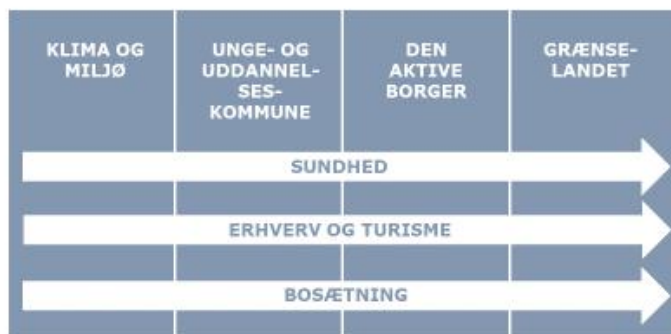 KLIMA OG
MILJØ
UNGE- OG
UDDANNEL-
SES-
KOMMUNE
DEN
AKTIVE
BORGER
GRÆNSE-
LANDET
SUNDHED
ERHVERV OG TURISME
BOSÆTNING